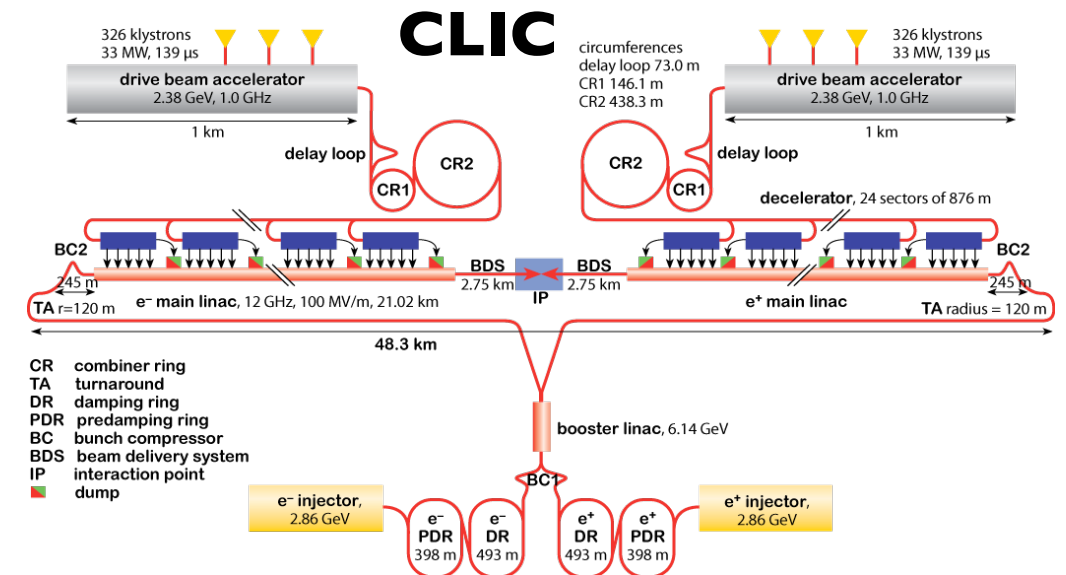 CLIC
326 klystrons
33 MW, 139 µs
drive beam accelerator
2.38 GeV, 1.0 GHz
1 km
delay loop
CR1
CR2
circumferences
delay loop 73.0 m
CR1 146.1 m
CR2 438.3 m
326 klystrons
33 MW, 139 µs
drive beam accelerator
2.38 GeV, 1.0 GHz
1 km
delay loop
CR2
CR1
decelerator, 24 sectors of 876 m
BC2
245 m
TA r=120 m
e⁻ main linac, 12 GHz, 100 MV/m, 21.02 km
BDS
2.75 km
IP
BDS
2.75 km
e⁺ main linac
BC2
245 m
TA radius = 120 m
48.3 km
CR combiner ring
TA turnaround
DR damping ring
PDR predamping ring
BC bunch compressor
BDS beam delivery system
IP interaction point
dump
booster linac, 6.14 GeV
BC1
e⁻ injector,
2.86 GeV
e⁻
PDR
398 m
e⁻
DR
493 m
e⁺
DR
493 m
e⁺
PDR
398 m
e⁺ injector,
2.86 GeV